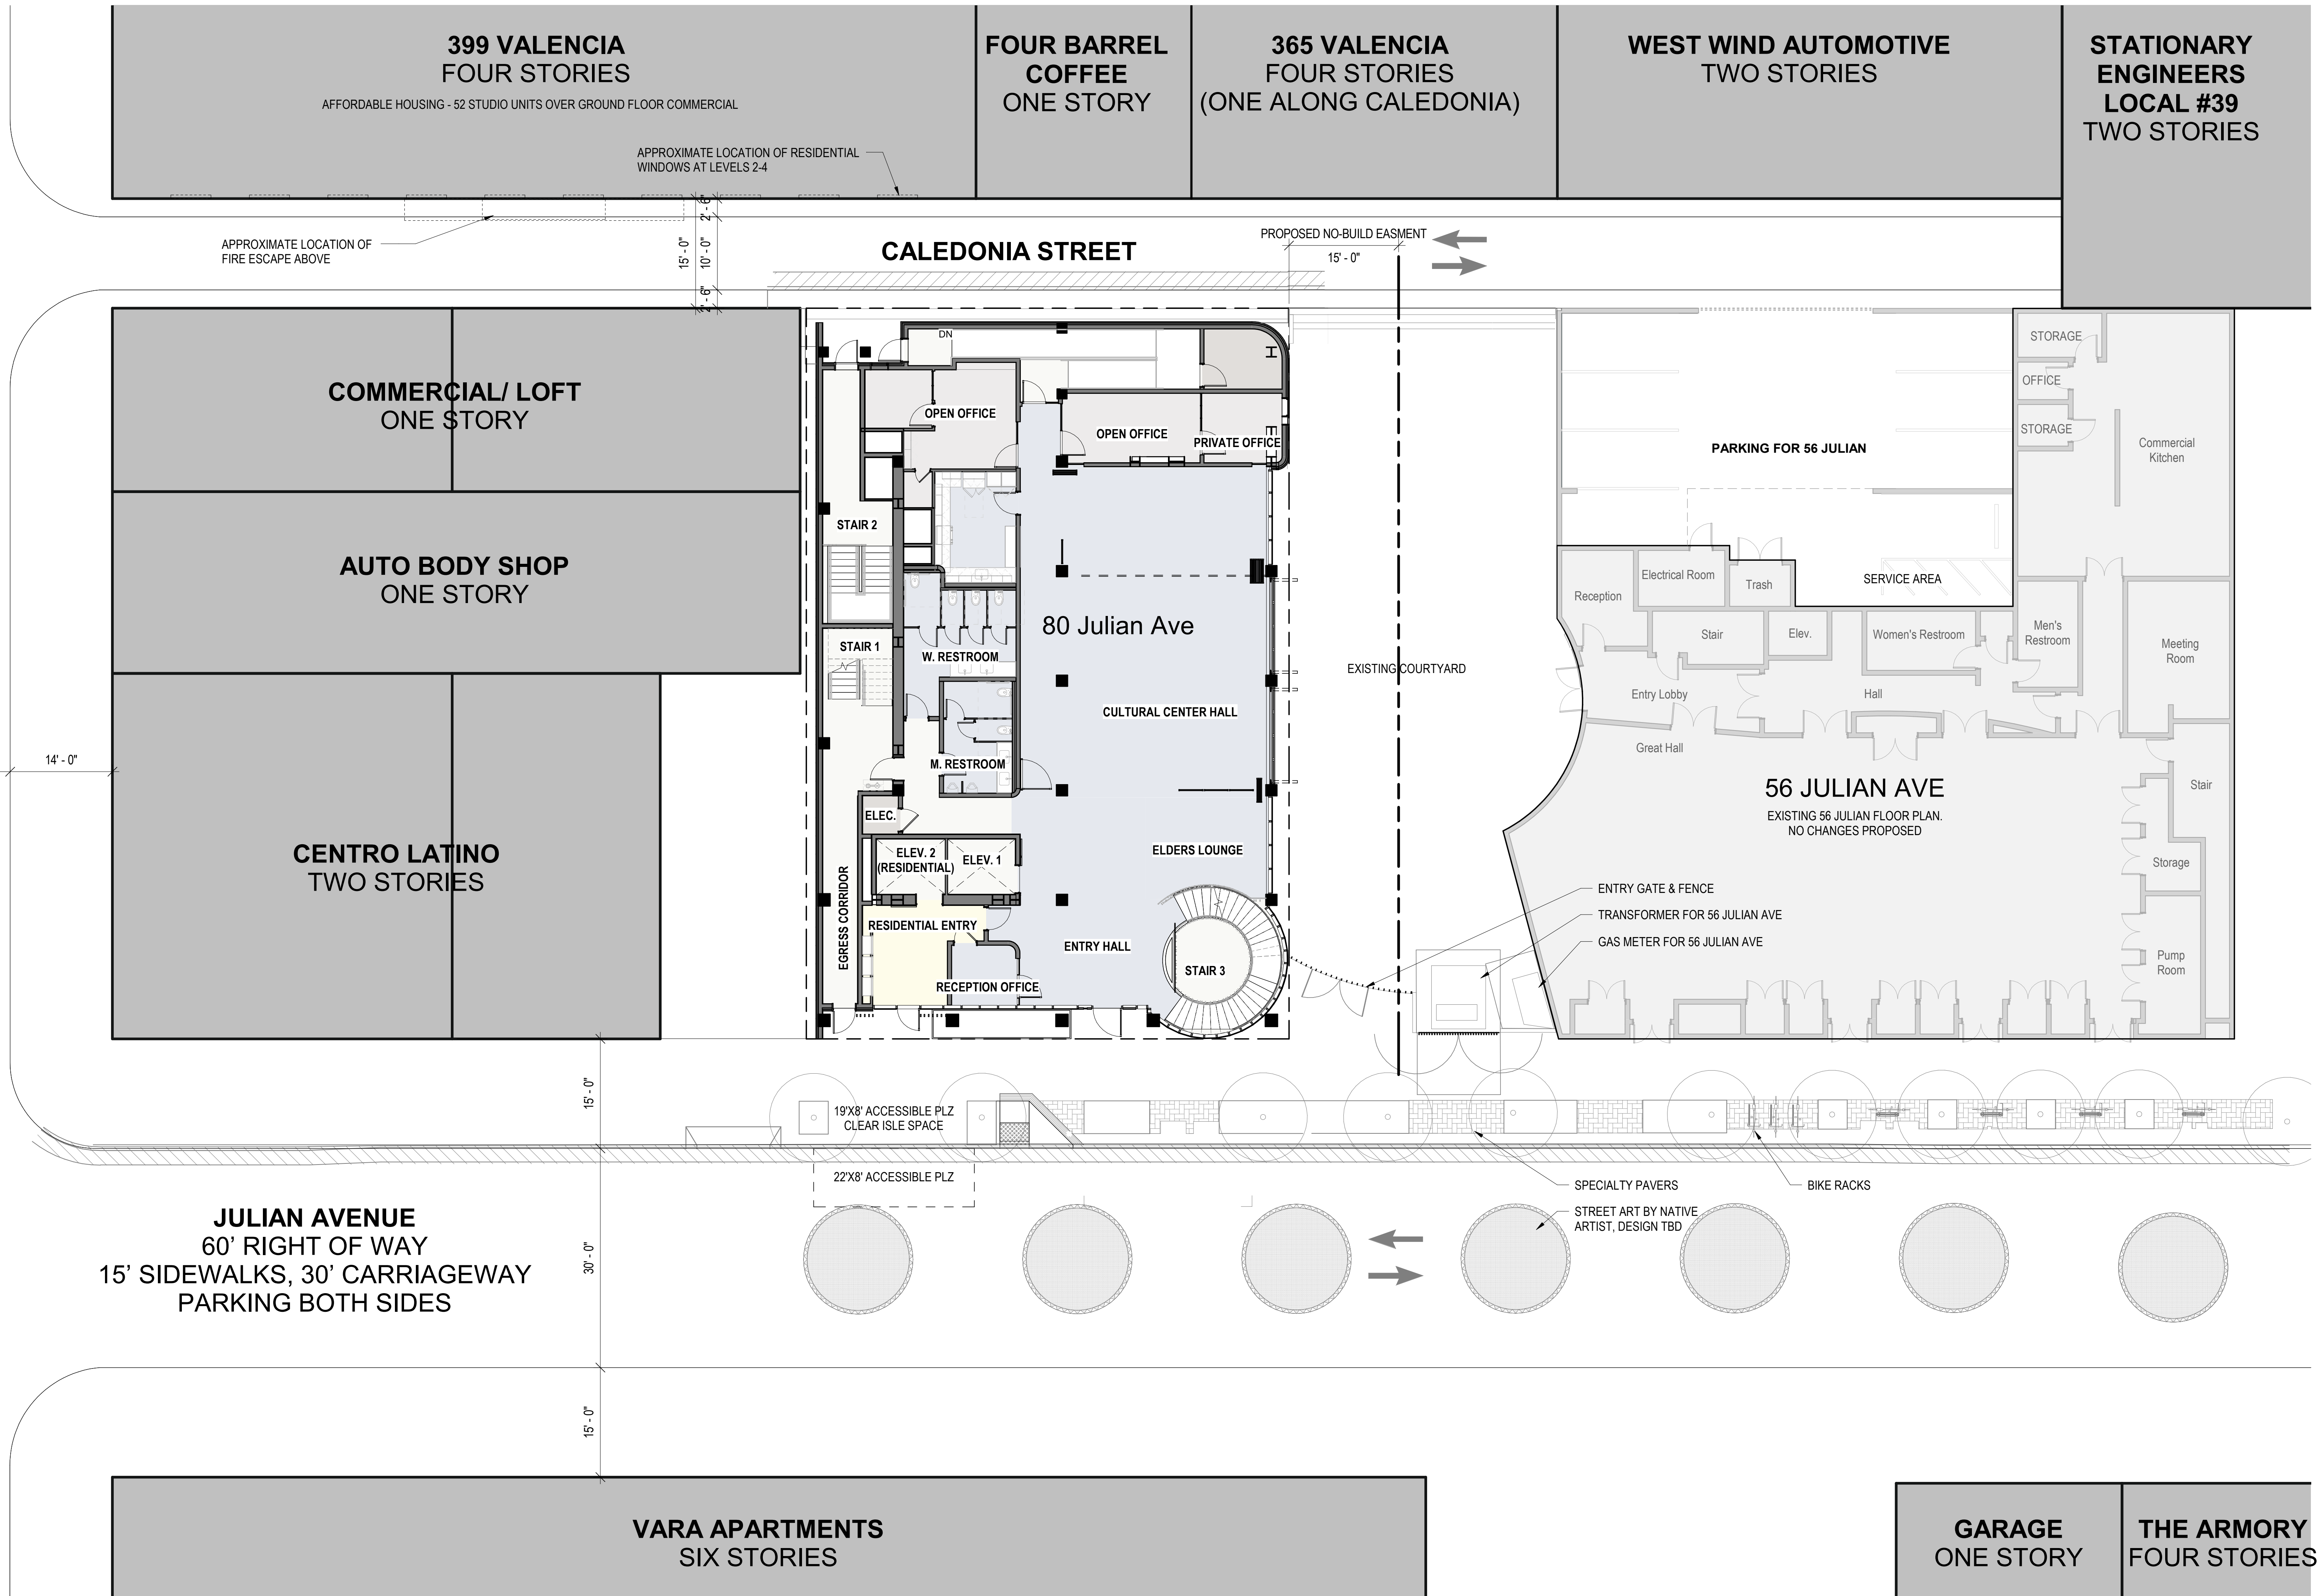 399 VALENCIA
FOUR STORIES
AFFORDABLE HOUSING - 52 STUDIO UNITS OVER GROUND FLOOR COMMERCIAL
FOUR BARREL
COFFEE
ONE STORY
365 VALENCIA
FOUR STORIES
(ONE ALONG CALEDONIA)
WEST WIND AUTOMOTIVE
TWO STORIES
STATIONARY
ENGINEERS
LOCAL #39
TWO STORIES
APPROXIMATE LOCATION OF RESIDENTIAL
WINDOWS AT LEVELS 2-4
APPROXIMATE LOCATION OF
FIRE ESCAPE ABOVE
15' - 0"
2' - 6"
10' - 0"
2' - 6"
CALEDONIA STREET
PROPOSED NO-BUILD EASMENT
15' - 0"
COMMERCIAL/ LOFT
ONE STORY
AUTO BODY SHOP
ONE STORY
CENTRO LATINO
TWO STORIES
14' - 0"
DN
OPEN OFFICE
OPEN OFFICE
PRIVATE OFFICE
STAIR 2
80 Julian Ave
STAIR 1
W. RESTROOM
CULTURAL CENTER HALL
M. RESTROOM
ELEC.
ELEV. 2
(RESIDENTIAL)
ELEV. 1
ELDERS LOUNGE
EGRESS CORRIDOR
RESIDENTIAL ENTRY
ENTRY HALL
STAIR 3
RECEPTION OFFICE
EXISTING COURTYARD
PARKING FOR 56 JULIAN
SERVICE AREA
STORAGE
OFFICE
STORAGE
Commercial
Kitchen
Reception
Electrical Room
Trash
Stair
Elev.
Women's Restroom
Men's
Restroom
Meeting
Room
Entry Lobby
Hall
Great Hall
56 JULIAN AVE
EXISTING 56 JULIAN FLOOR PLAN.
NO CHANGES PROPOSED
Stair
Storage
Pump
Room
ENTRY GATE & FENCE
TRANSFORMER FOR 56 JULIAN AVE
GAS METER FOR 56 JULIAN AVE
15' - 0"
19'X8' ACCESSIBLE PLZ
CLEAR ISLE SPACE
22'X8' ACCESSIBLE PLZ
SPECIALTY PAVERS
STREET ART BY NATIVE
ARTIST, DESIGN TBD
BIKE RACKS
JULIAN AVENUE
60’ RIGHT OF WAY
15’ SIDEWALKS, 30’ CARRIAGEWAY
PARKING BOTH SIDES
30' - 0"
15' - 0"
VARA APARTMENTS
SIX STORIES
GARAGE
ONE STORY
THE ARMORY
FOUR STORIES